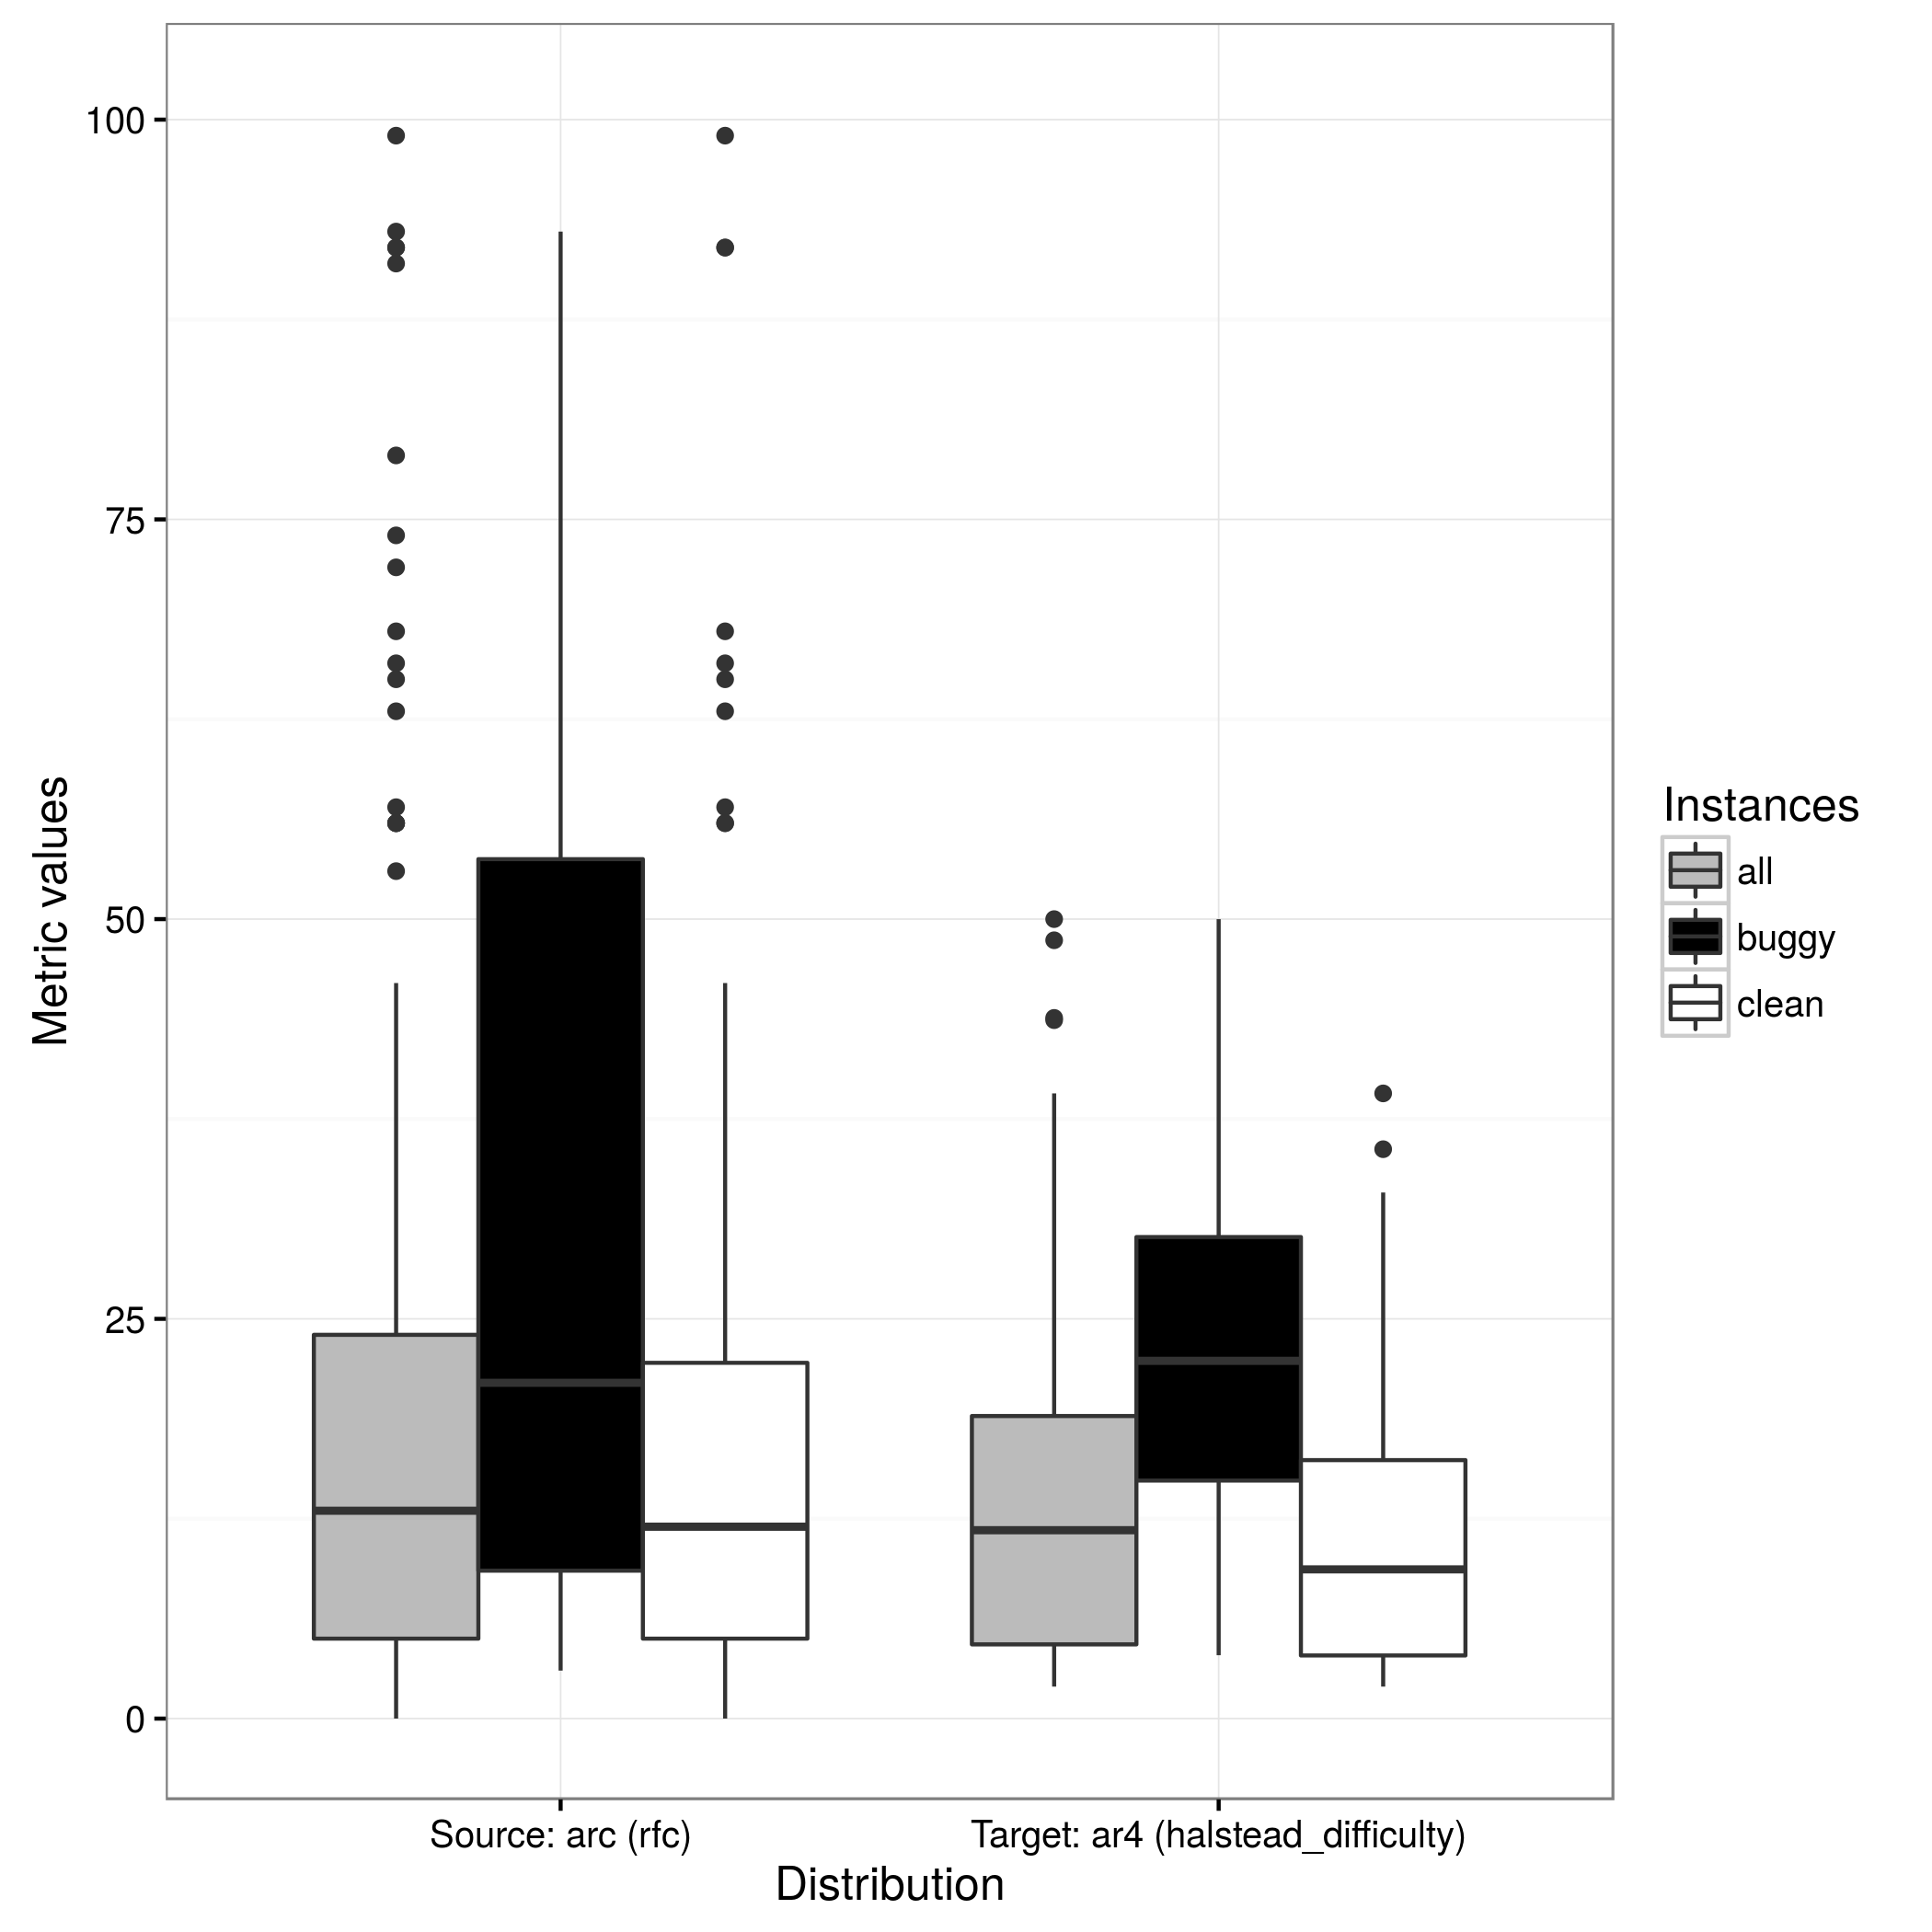 Metric values
100
75
50
25
0
Source: arc (rfc)
Target: ar4 (halstead_difficulty)
Distribution
Instances
all
buggy
clean